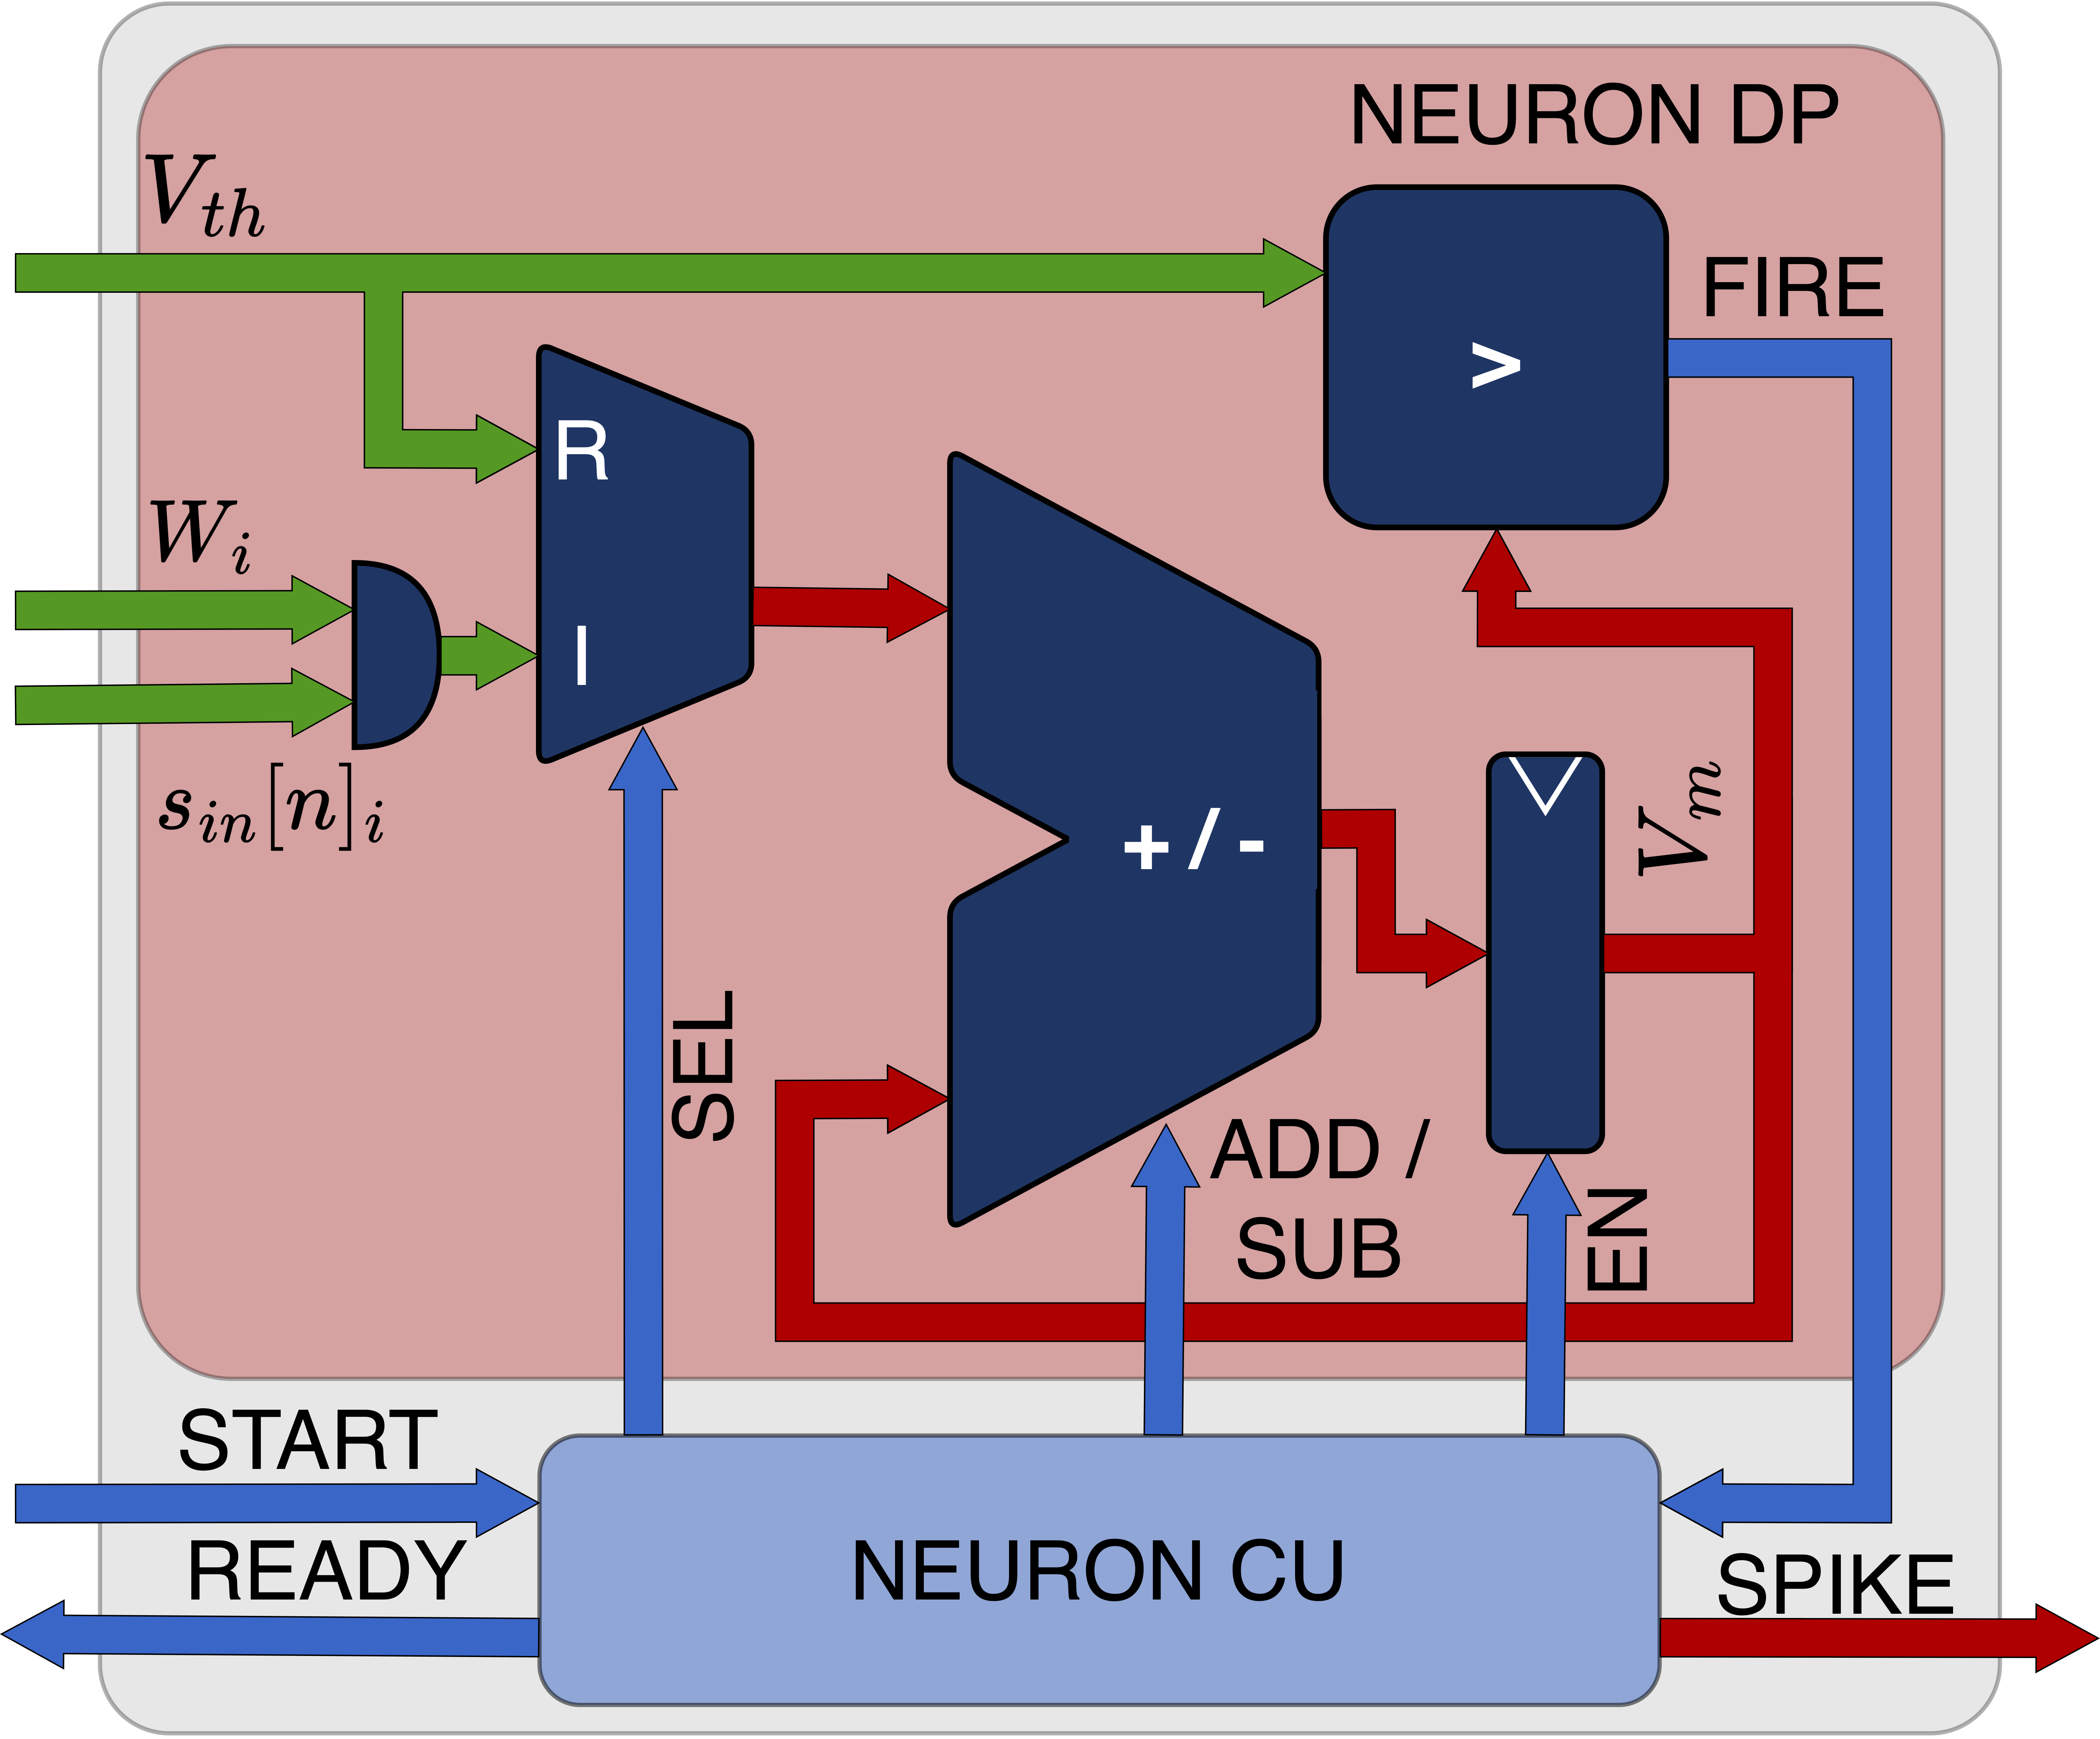 NEURON DP
V_{th}
FIRE
>
R
W_i
I
s_{in}[n]_i
+ / -
V_m
SEL
ADD /
SUB
EN
START
READY
NEURON CU
SPIKE